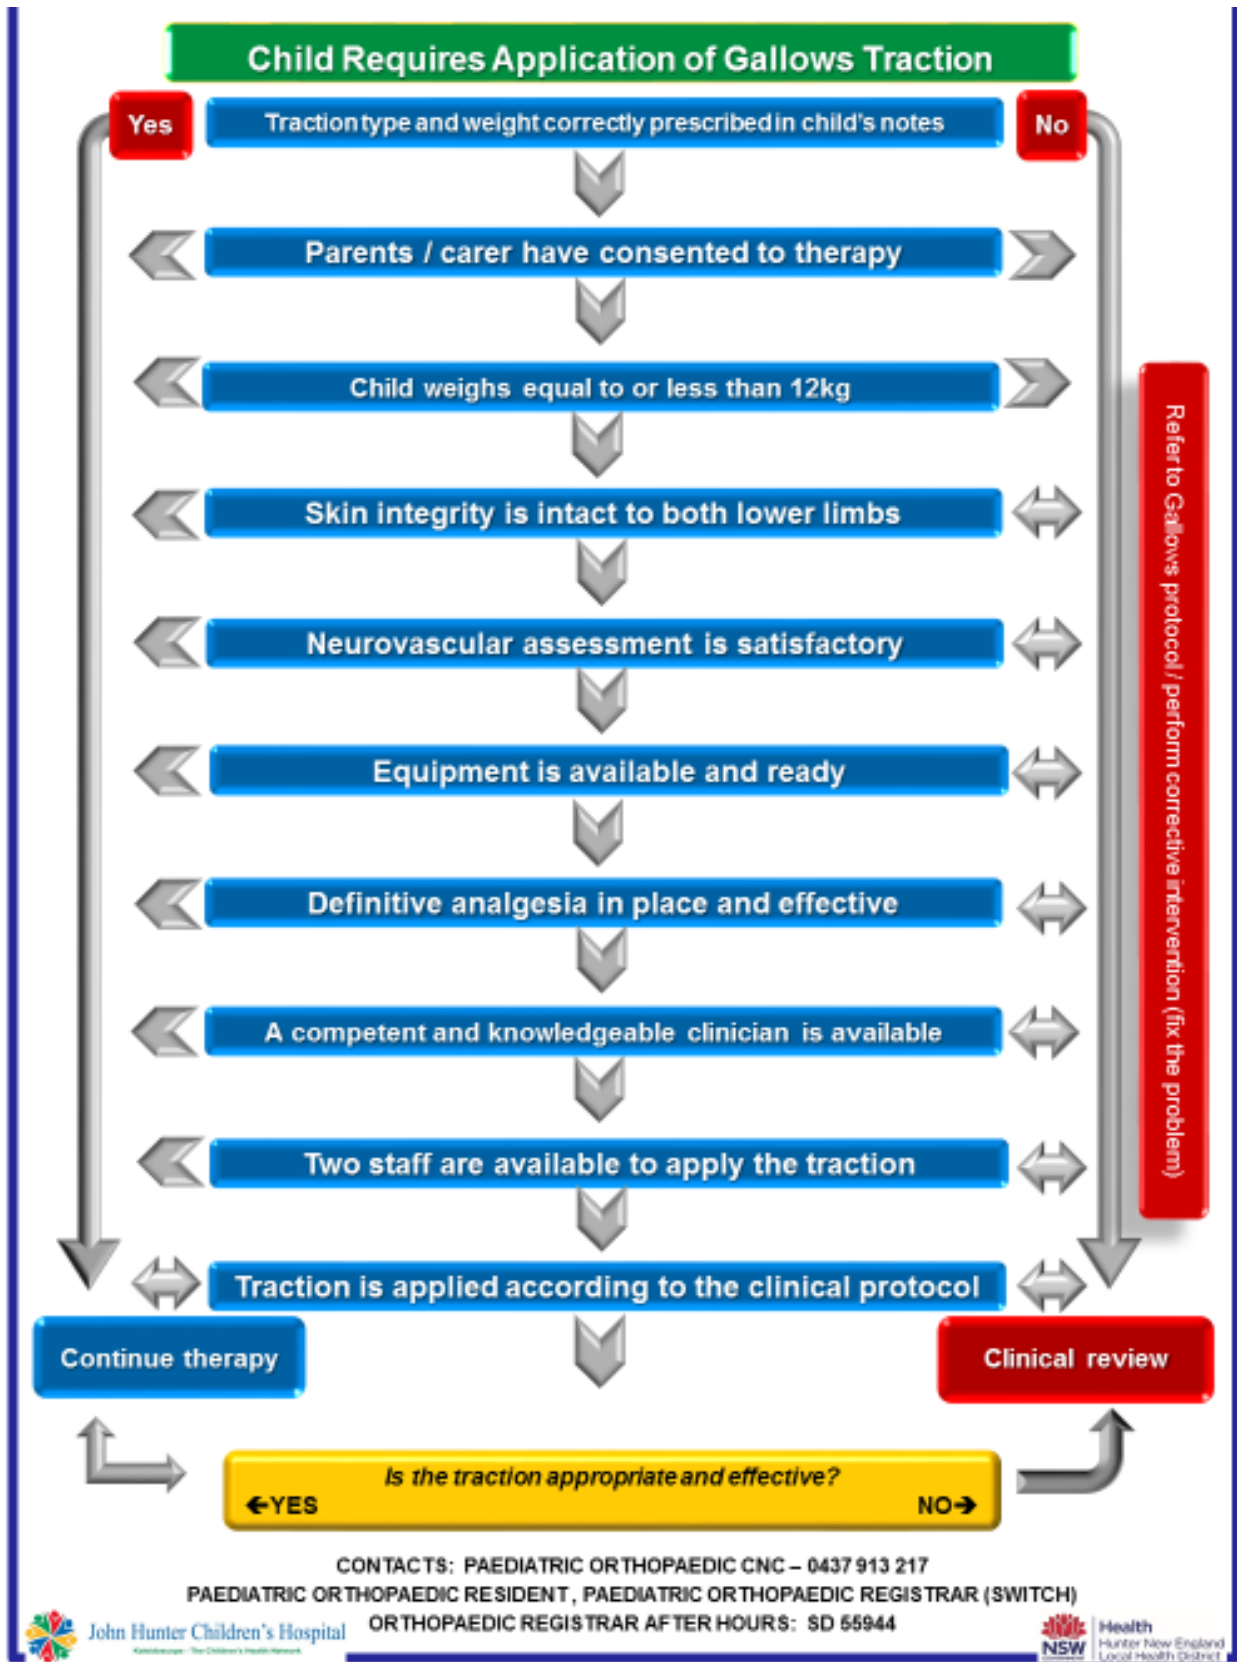 Child Requires Application of Gallows Traction
Yes
Traction type and weight correctly prescribed in child's notes
No
Parents / carer have consented to therapy
Child weighs equal to or less than 12kg
Skin integrity is intact to both lower limbs
Neurovascular assessment is satisfactory
Equipment is available and ready
Definitive analgesia in place and effective
A competent and knowledgeable clinician is available
Two staff are available to apply the traction
Traction is applied according to the clinical protocol
Refer to Gallows protocol / perform corrective intervention (fix the problem)
Continue therapy
Clinical review
Is the traction appropriate and effective?
←YES NO→
CONTACTS: PAEDIATRIC ORTHOPAEDIC CNC – 0437 913 217
PAEDIATRIC ORTHOPAEDIC RESIDENT, PAEDIATRIC ORTHOPAEDIC REGISTRAR (SWITCH)
ORTHOPAEDIC REGISTRAR AFTER HOURS: SD 55944
John Hunter Children's Hospital
Kaleidoscope - The Children's Health Network
NSW
Health
Hunter New England
Local Health District